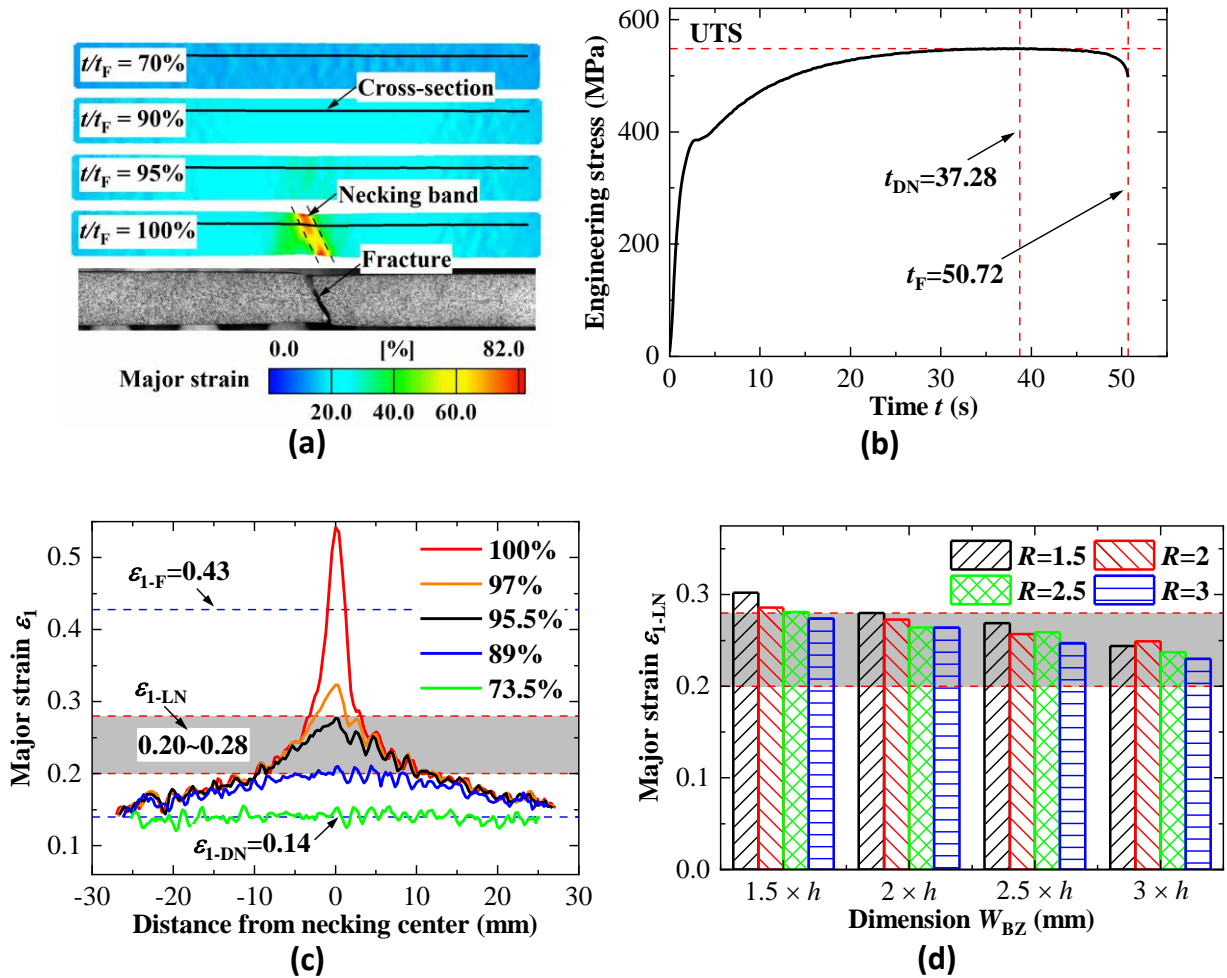 t/tF = 70%
Cross-section
t/tF = 90%
t/tF = 95%
Necking band
t/tF = 100%
Fracture
0.0 [%] 82.0
Major strain
20.0 40.0 60.0
(a)
600
400
200
0
Engineering stress (MPa)
UTS
tDN=37.28
tF=50.72
0 10 20 30 40 50
Time t (s)
(b)
0.5
0.4
0.3
0.2
0.1
Major strain ε1
ε1-F=0.43
ε1-LN
0.20~0.28
ε1-DN=0.14
100%
97%
95.5%
89%
73.5%
-30 -20 -10 0 10 20 30
Distance from necking center (mm)
(c)
0.3
0.2
0.1
0.0
Major strain ε1-LN
R=1.5 R=2
R=2.5 R=3
1.5 × h 2 × h 2.5 × h 3 × h
Dimension WBZ (mm)
(d)